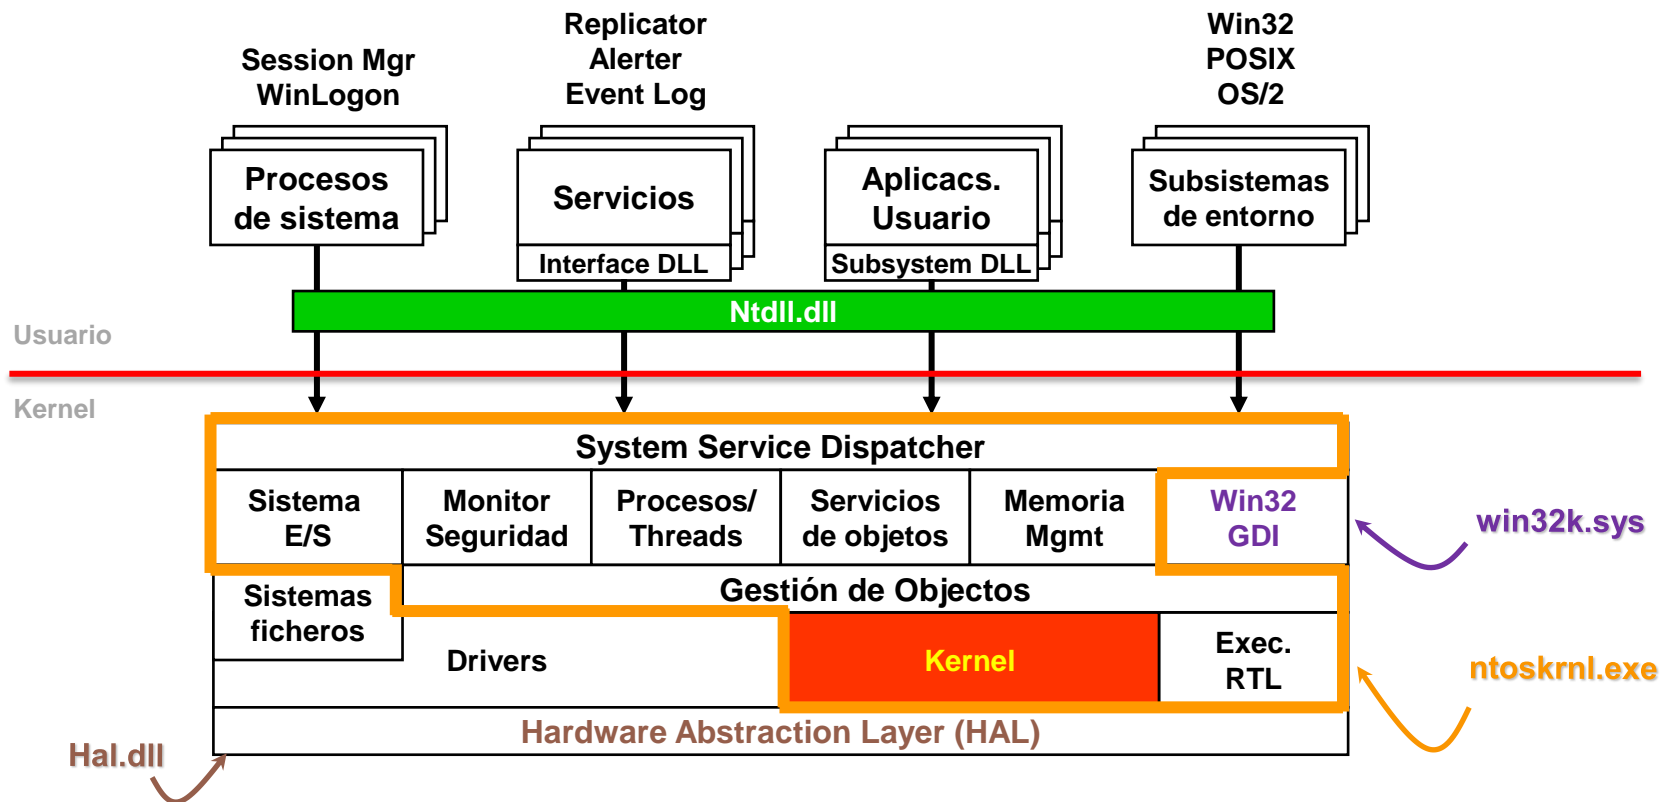 Session Mgr
WinLogon
Replicator
Alerter
Event Log
Win32
POSIX
OS/2
Procesos
de sistema
Servicios
Interface DLL
Aplicacs.
Usuario
Subsystem DLL
Subsistemas
de entorno
Ntdll.dll
Usuario
Kernel
System Service Dispatcher
Sistema
E/S
Monitor
Seguridad
Procesos/
Threads
Servicios
de objetos
Memoria
Mgmt
Win32
GDI
win32k.sys
Sistemas
ficheros
Gestión de Objectos
Drivers
Kernel
Exec.
RTL
ntoskrnl.exe
Hardware Abstraction Layer (HAL)
Hal.dll